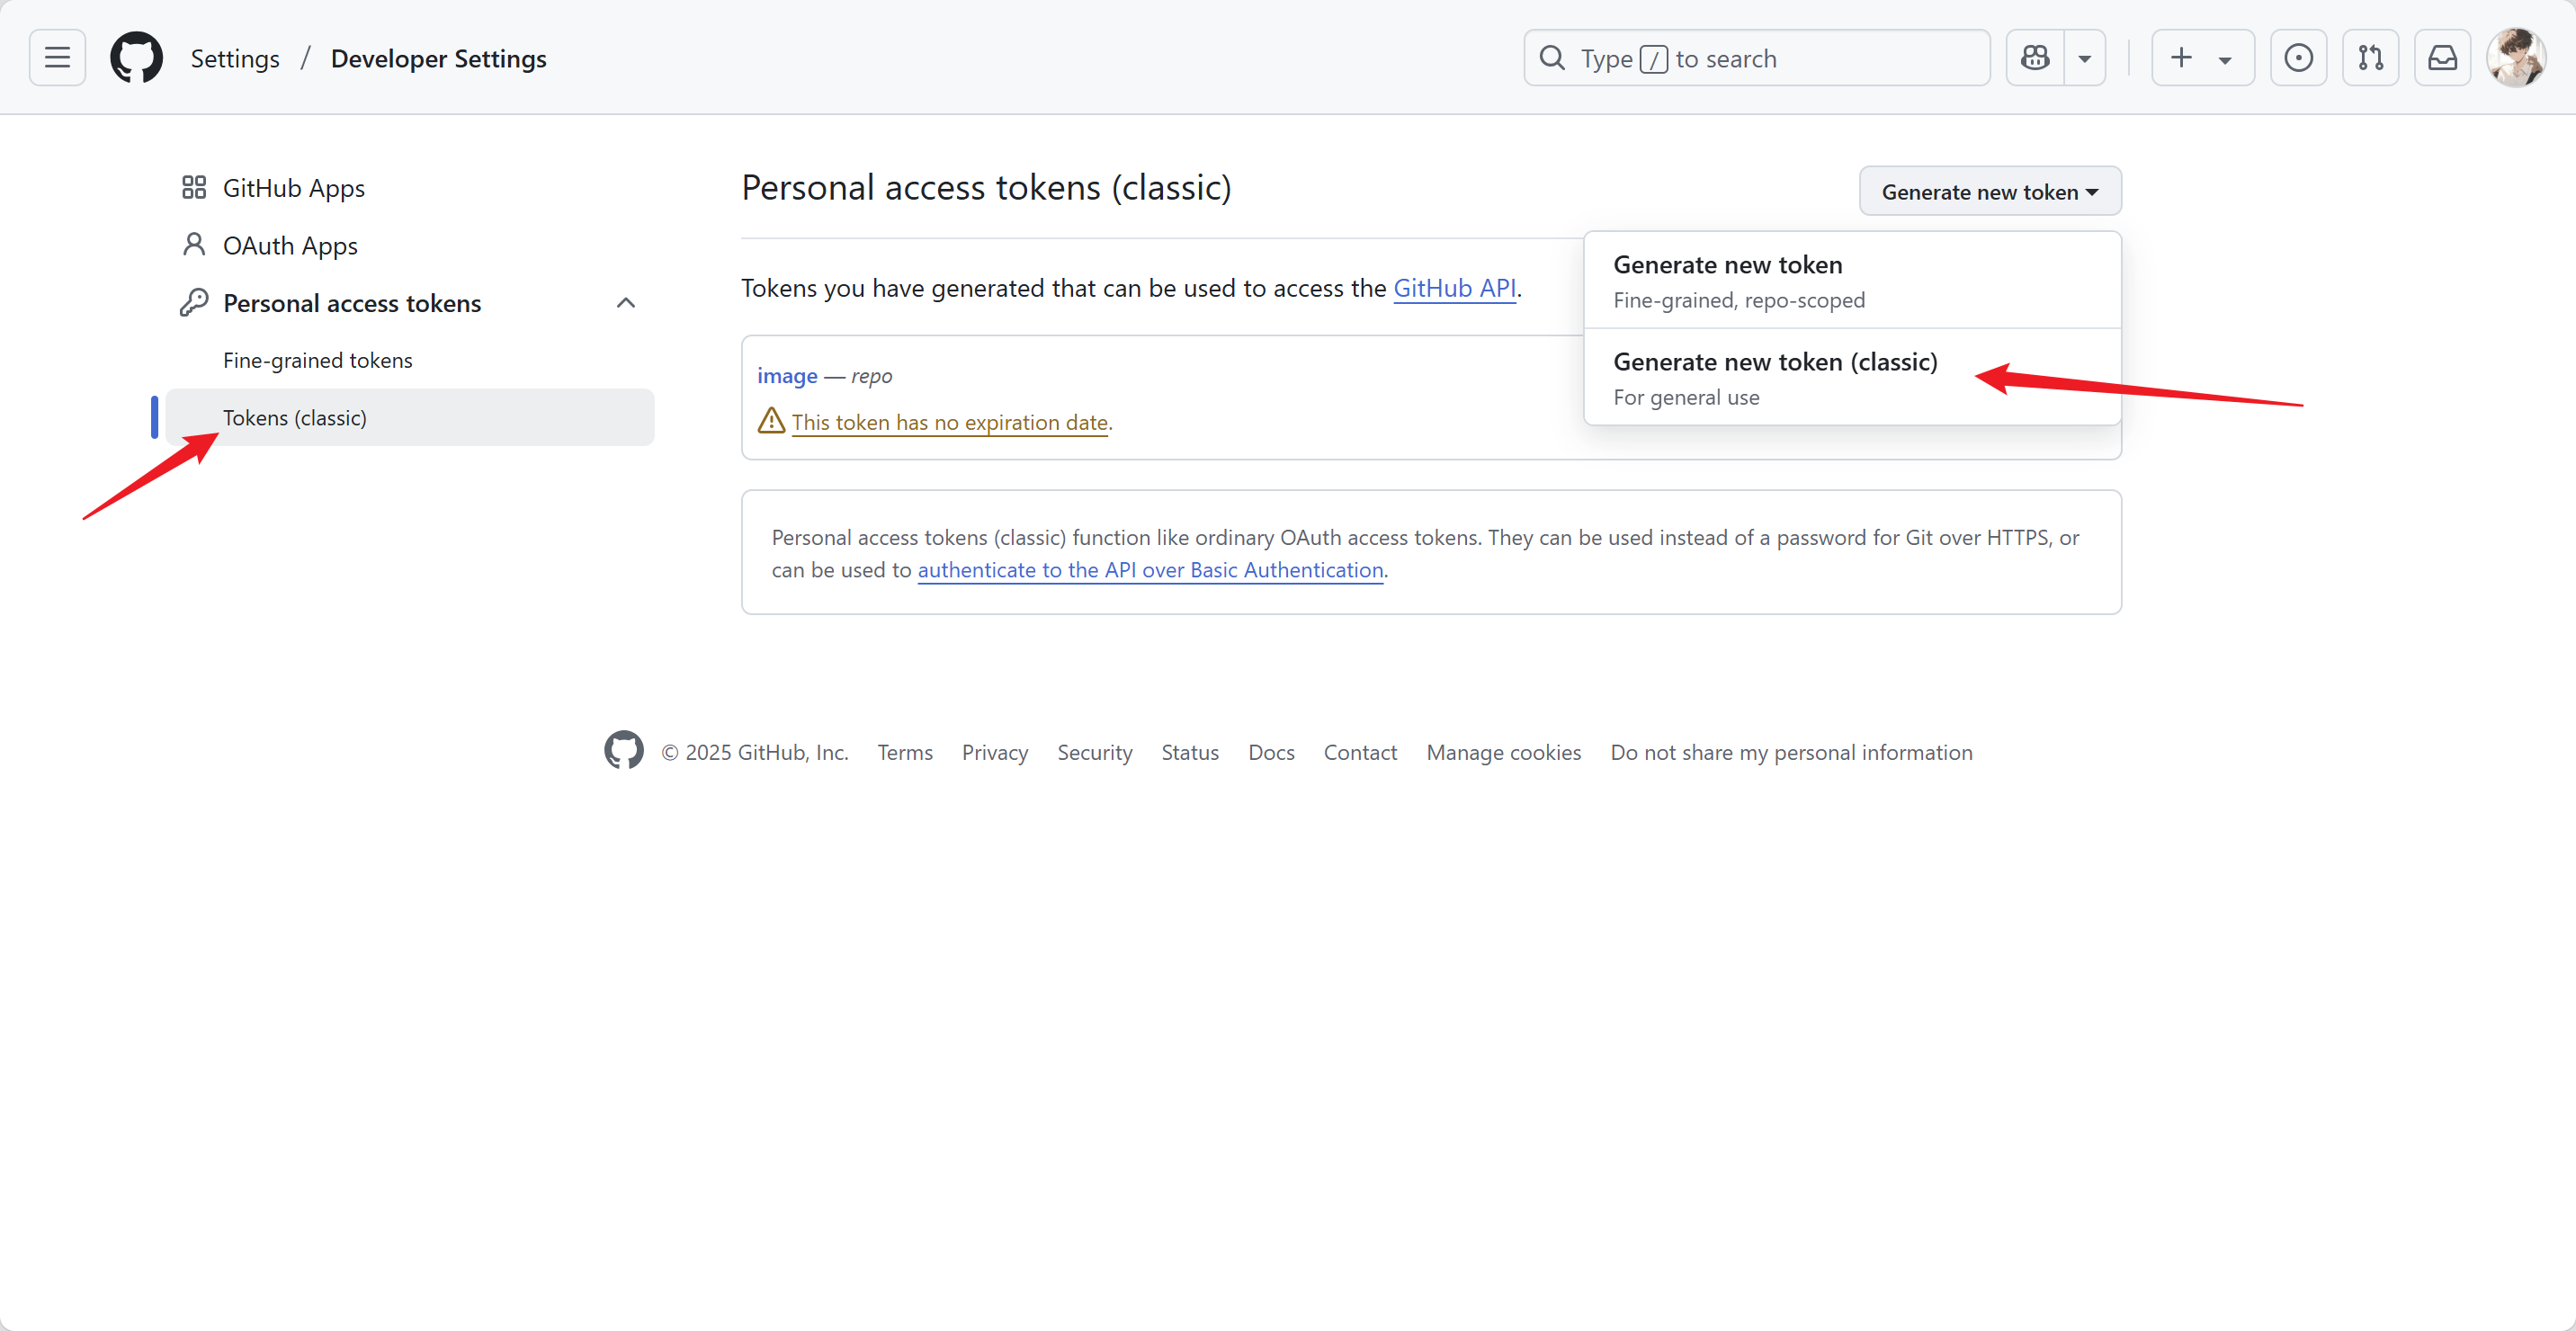 Settings / Developer Settings
Type / to search
GitHub Apps
OAuth Apps
Personal access tokens
Fine-grained tokens
Tokens (classic)
Personal access tokens (classic)
Generate new token
Generate new token
Fine-grained, repo-scoped
Generate new token (classic)
For general use
Tokens you have generated that can be used to access the GitHub API.
image — repo
This token has no expiration date.
Personal access tokens (classic) function like ordinary OAuth access tokens. They can be used instead of a password for Git over HTTPS, or
can be used to authenticate to the API over Basic Authentication.
© 2025 GitHub, Inc. Terms Privacy Security Status Docs Contact Manage cookies Do not share my personal information